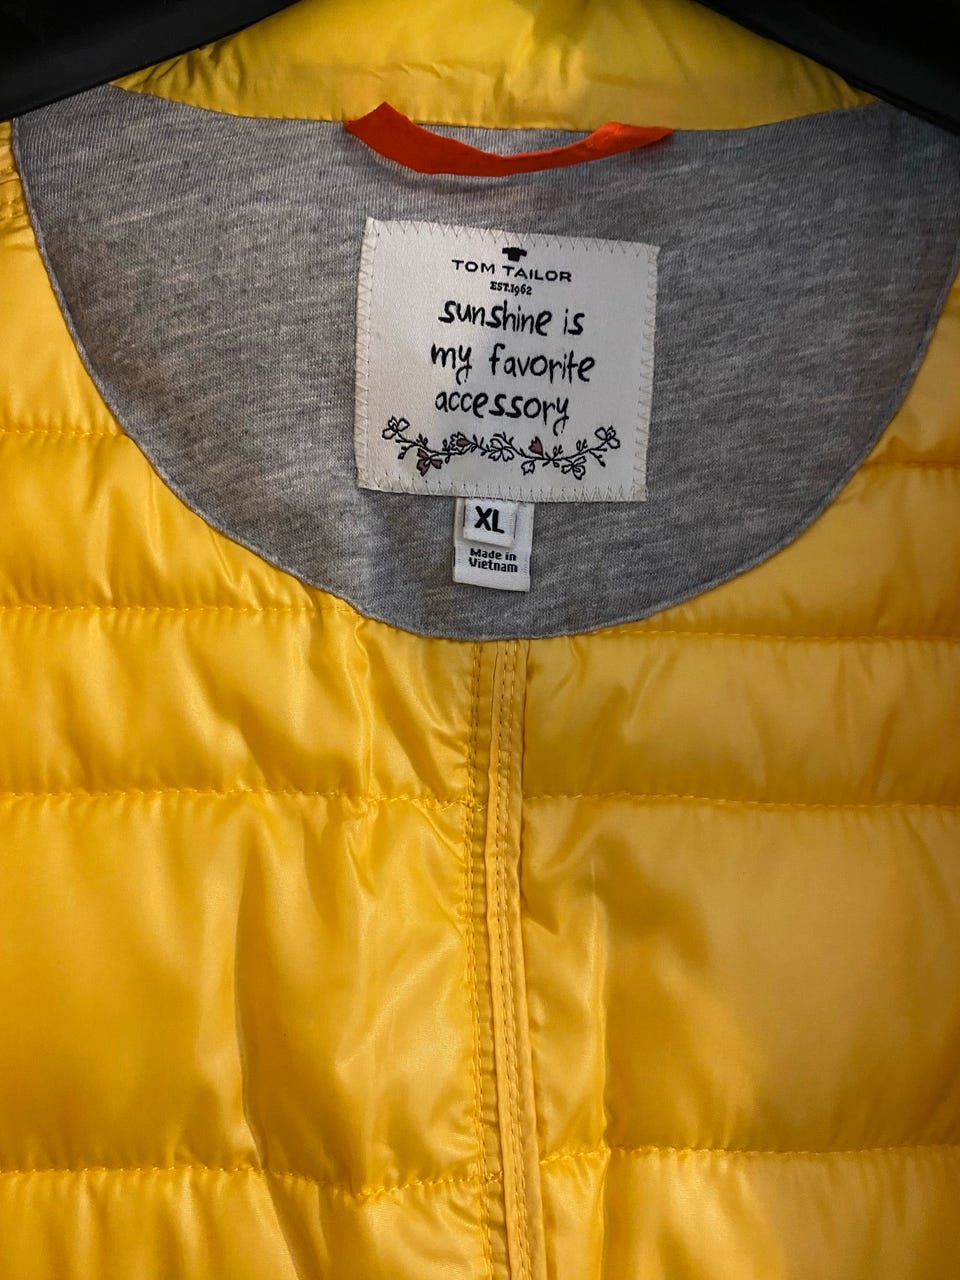 TOM TAILOR
EST.1962
sunshine is
my favorite
accessory
XL
Made in
Vietnam